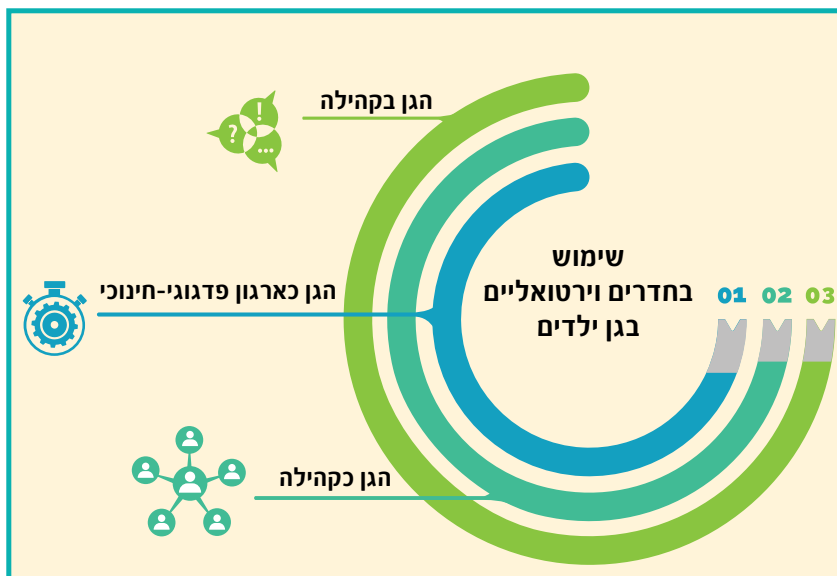 הגן בקהילה
! ? ...
שימוש
בחדרים וירטואליים
בגן ילדים
01 02 03
הגן כארגון פדגוגי-חינוכי
הגן כקהילה